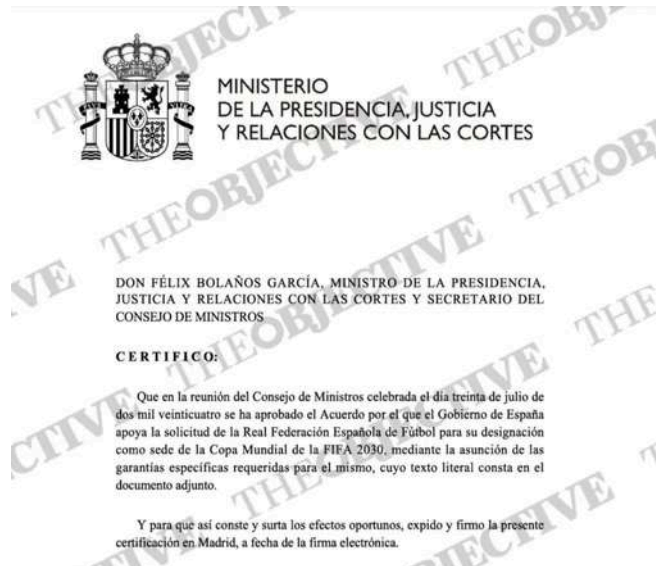 MINISTERIO
DE LA PRESIDENCIA, JUSTICIA
Y RELACIONES CON LAS CORTES
DON FÉLIX BOLAÑOS GARCÍA, MINISTRO DE LA PRESIDENCIA,
JUSTICIA Y RELACIONES CON LAS CORTES Y SECRETARIO DEL
CONSEJO DE MINISTROS
CERTIFICO:
Que en la reunión del Consejo de Ministros celebrada el día treinta de julio de
dos mil veinticuatro se ha aprobado el Acuerdo por el que el Gobierno de España
apoya la solicitud de la Real Federación Española de Fútbol para su designación
como sede de la Copa Mundial de la FIFA 2030, mediante la asunción de las
garantías específicas requeridas para el mismo, cuyo texto literal consta en el
documento adjunto.
Y para que así conste y surta los efectos oportunos, expido y firmo la presente
certificación en Madrid, a fecha de la firma electrónica.
THEOBJECTIVE